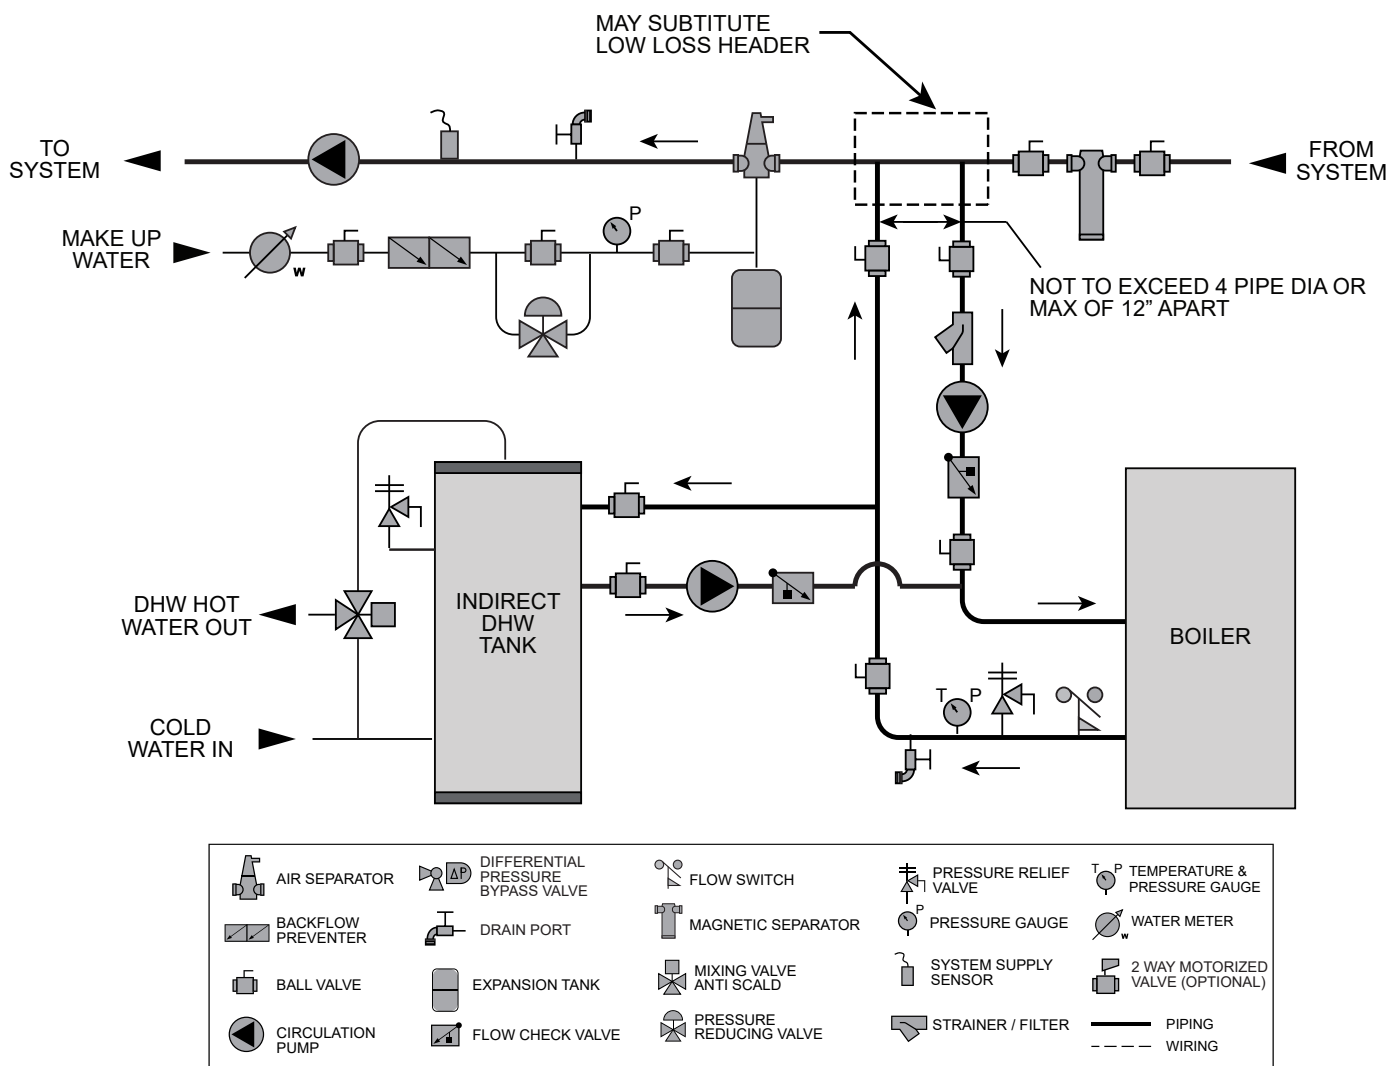 MAY SUBTITUTE
LOW LOSS HEADER
TO
SYSTEM
FROM
SYSTEM
P
MAKE UP
WATER
w
NOT TO EXCEED 4 PIPE DIA OR
MAX OF 12” APART
INDIRECT
DHW
TANK
DHW HOT
WATER OUT
BOILER
T P
COLD
WATER IN
AIR SEPARATOR
BACKFLOW
PREVENTER
BALL VALVE
CIRCULATION
PUMP
ΔP
DIFFERENTIAL
PRESSURE
BYPASS VALVE
DRAIN PORT
EXPANSION TANK
FLOW CHECK VALVE
FLOW SWITCH
MAGNETIC SEPARATOR
MIXING VALVE
ANTI SCALD
PRESSURE
REDUCING VALVE
PRESSURE RELIEF
VALVE
P
PRESSURE GAUGE
SYSTEM SUPPLY
SENSOR
STRAINER / FILTER
T P
TEMPERATURE &
PRESSURE GAUGE
w
WATER METER
2 WAY MOTORIZED
VALVE (OPTIONAL)
PIPING
WIRING